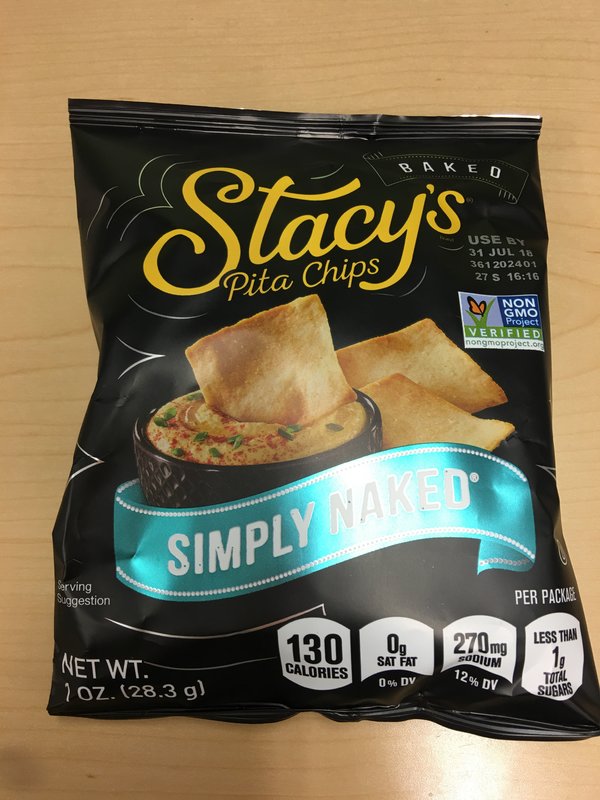 BAKED
Stacy's®
Pita Chips
USE BY
31 JUL 18
361202401
27 S 16:16
NON
GMO
Project
VERIFIED
nongmoproject.org
SIMPLY NAKED®
Serving
Suggestion
PER PACKAGE
NET WT.
1 OZ. (28.3 g)
130
CALORIES
0g
SAT FAT
0% DV
270mg
SODIUM
12% DV
LESS THAN
1g
TOTAL
SUGARS